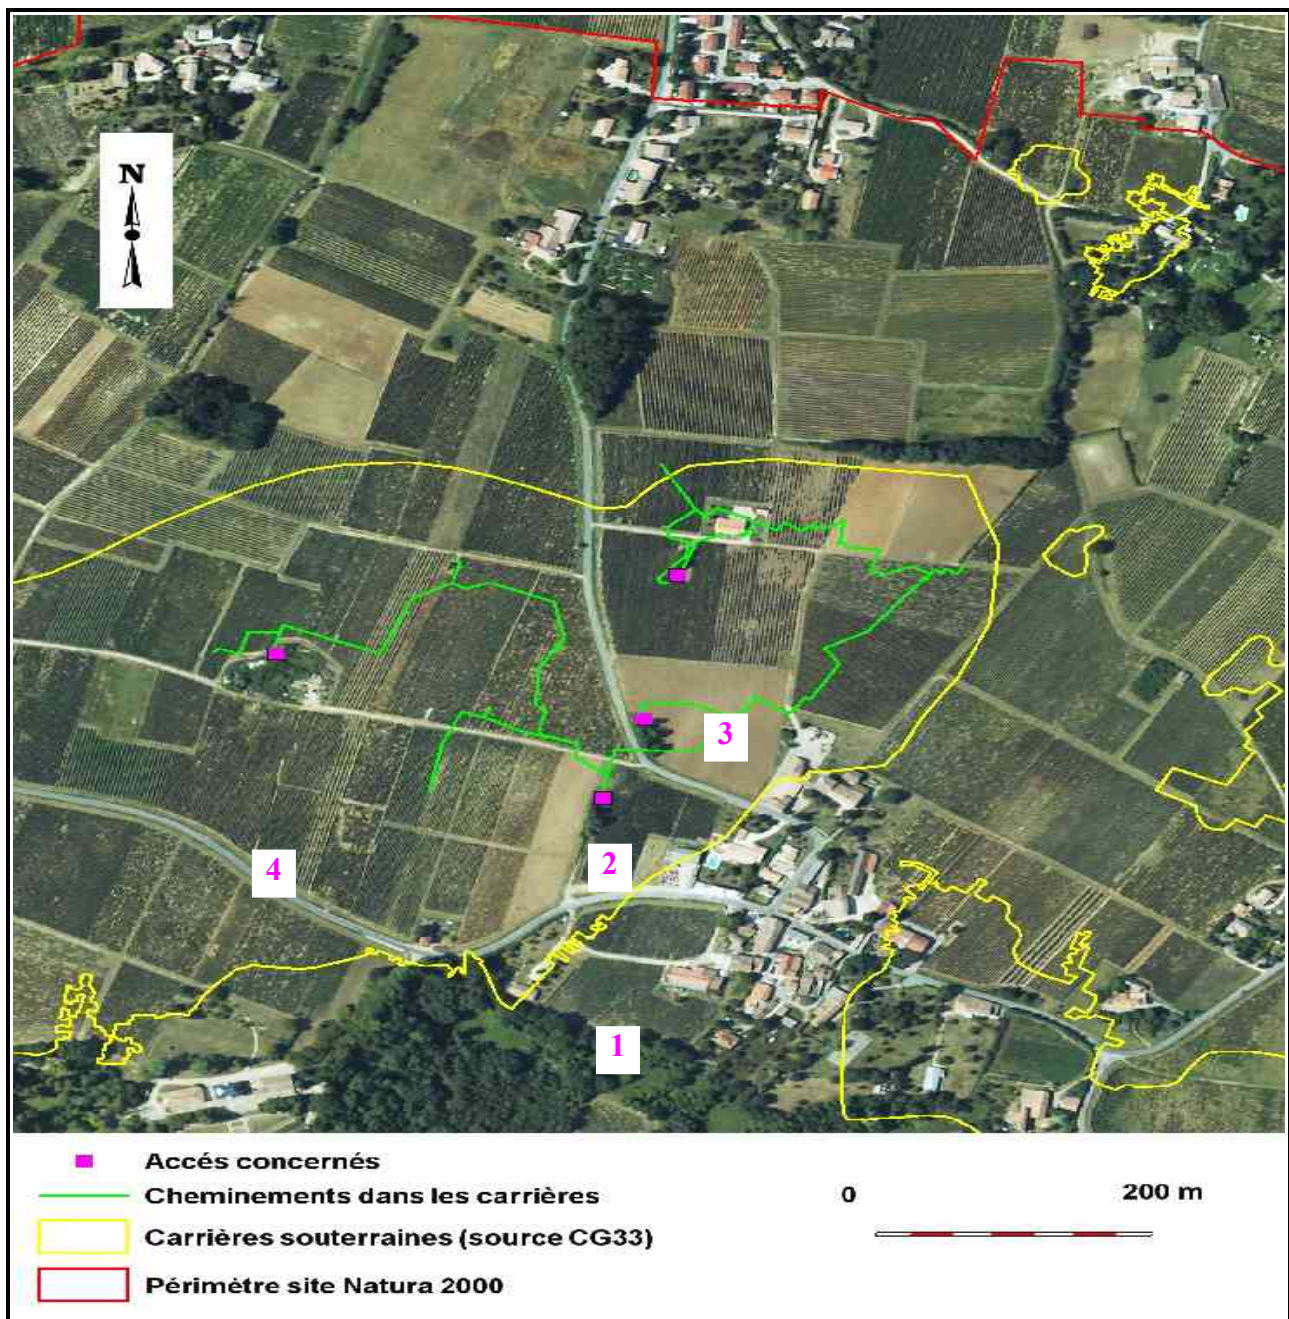 N
3
4
2
1
Accés concernés
Cheminements dans les carrières
0 200 m
Carrières souterraines (source CG33)
Périmètre site Natura 2000